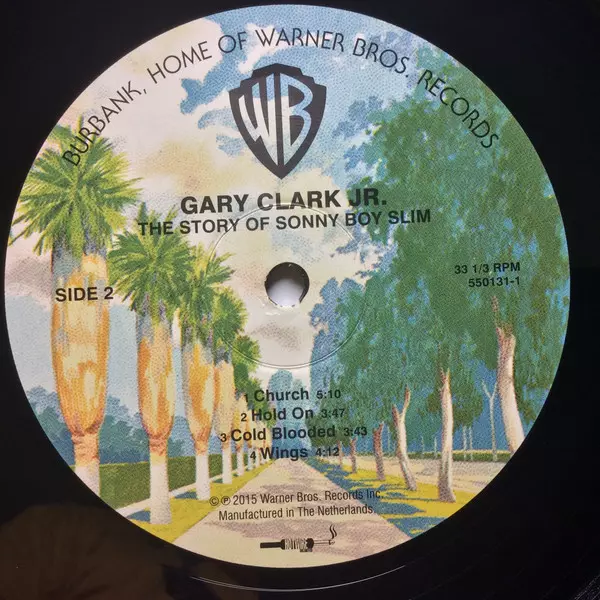 BURBANK, HOME OF WARNER BROS. RECORDS
WB
GARY CLARK JR.
THE STORY OF SONNY BOY SLIM
SIDE 2
33 1/3 RPM
550131-1
1 Church 5:10
2 Hold On 3:47
3 Cold Blooded 3:43
4 Wings 4:12
©℗ 2015 Warner Bros. Records Inc.
Manufactured in The Netherlands.